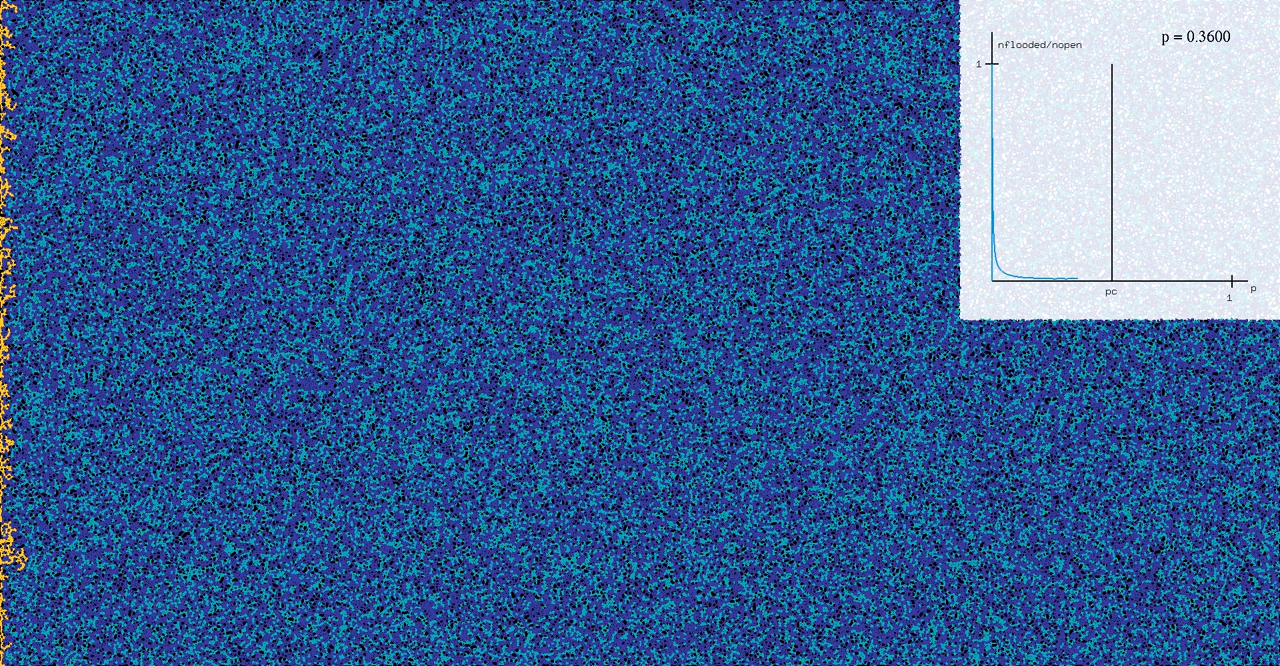 p = 0.3600
nflooded/nopen
1
pc
p
1